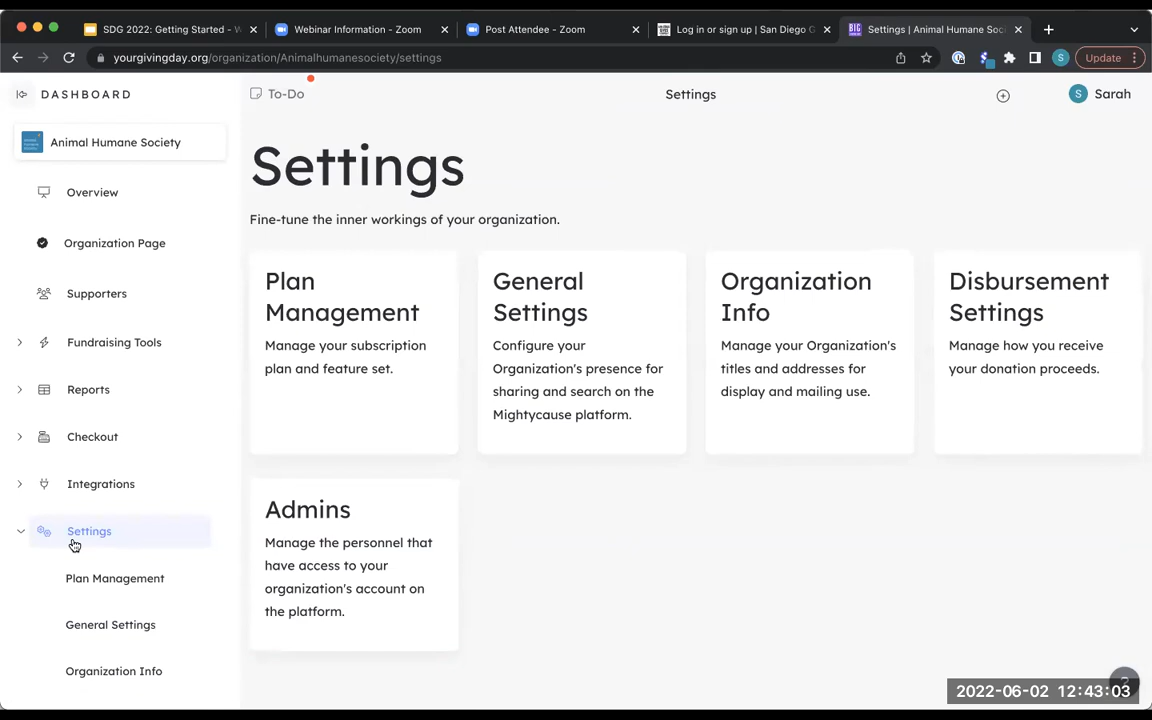 SDG 2022: Getting Started - W
Webinar Information - Zoom
Post Attendee - Zoom
Log in or sign up | San Diego G
Settings | Animal Humane Soci
yourgivingday.org/organization/Animalhumanesociety/settings
S
Update
DASHBOARD
To-Do
Settings
S
Sarah
Animal Humane Society
Overview
Organization Page
Supporters
Fundraising Tools
Reports
Checkout
Integrations
Settings
Plan Management
General Settings
Organization Info
Settings
Fine-tune the inner workings of your organization.
Plan
Management
Manage your subscription
plan and feature set.
General
Settings
Configure your
Organization's presence for
sharing and search on the
Mightycause platform.
Organization
Info
Manage your Organization's
titles and addresses for
display and mailing use.
Disbursement
Settings
Manage how you receive
your donation proceeds.
Admins
Manage the personnel that
have access to your
organization's account on
the platform.
2022-06-02 12:43:03